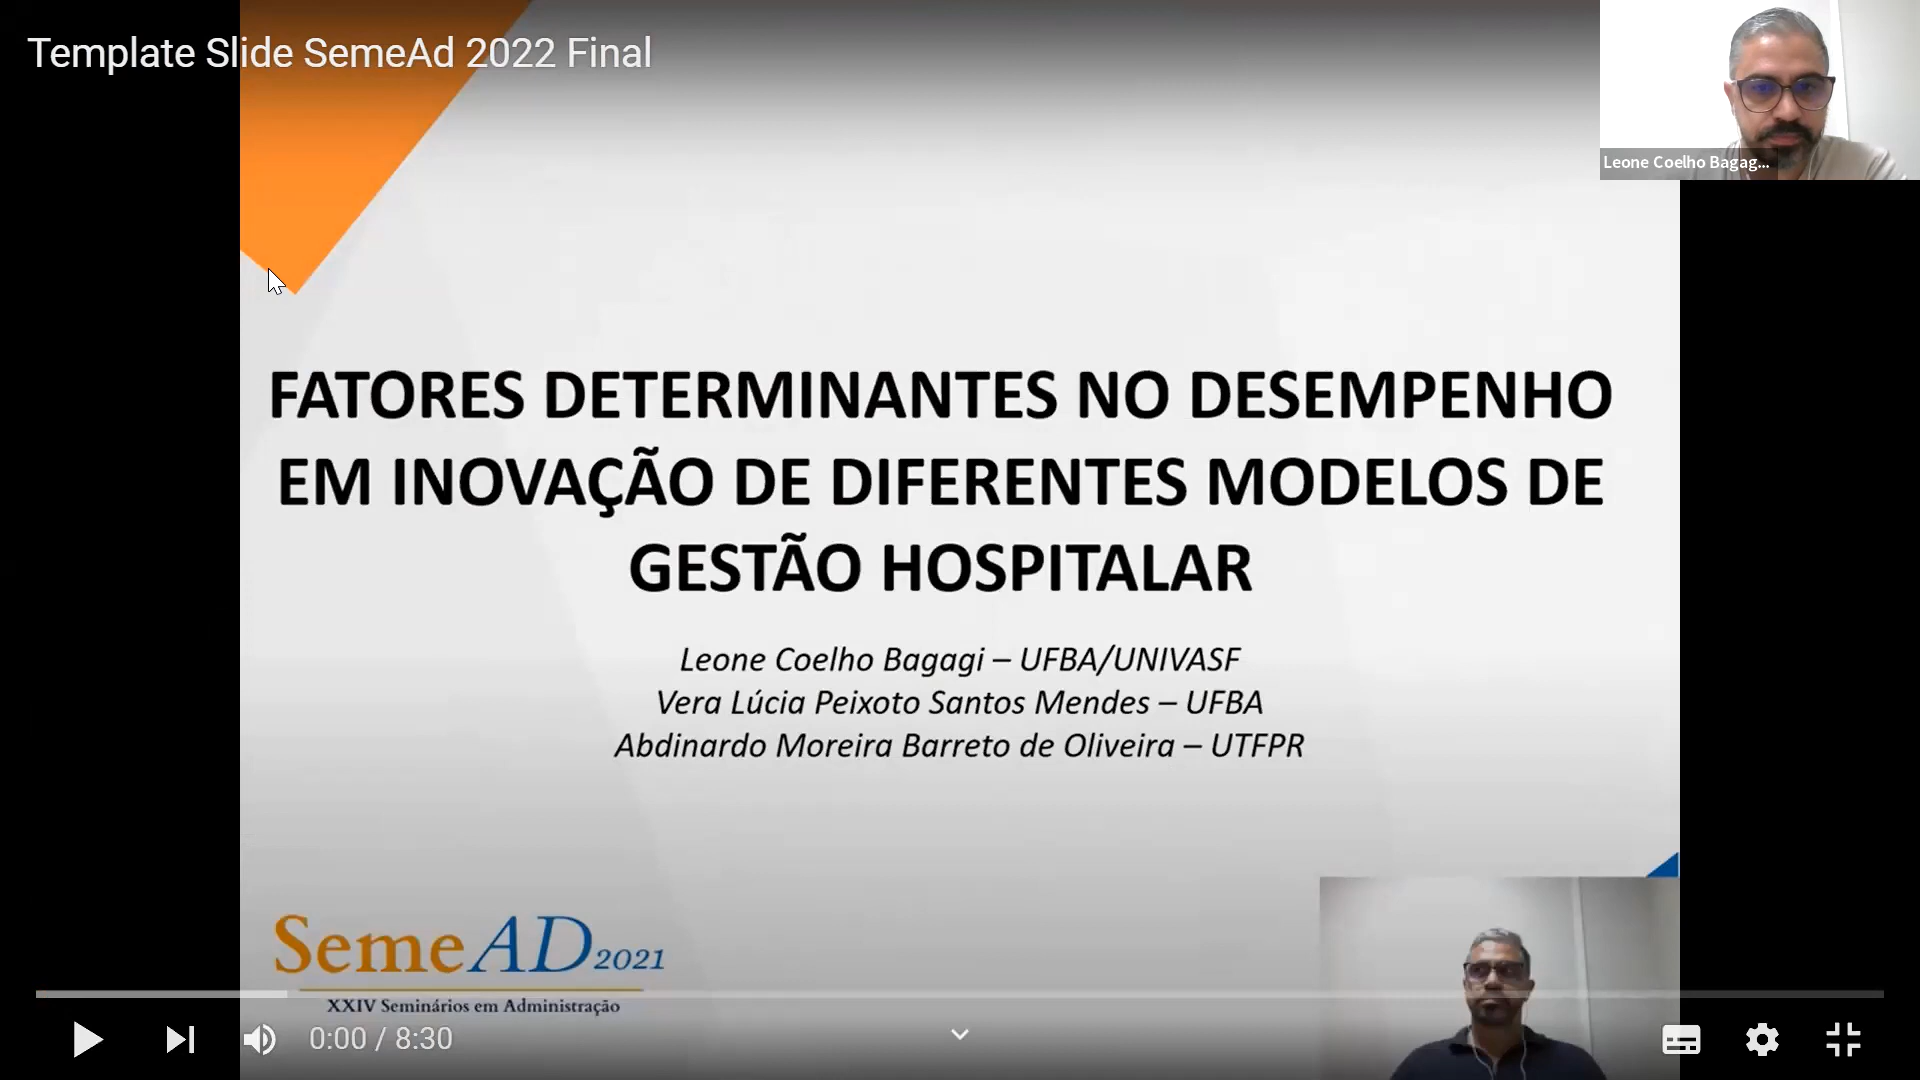 Template Slide SemeAd 2022 Final
Leone Coelho Bagag...
FATORES DETERMINANTES NO DESEMPENHO
EM INOVAÇÃO DE DIFERENTES MODELOS DE
GESTÃO HOSPITALAR
Leone Coelho Bagagi – UFBA/UNIVASF
Vera Lúcia Peixoto Santos Mendes – UFBA
Abdinardo Moreira Barreto de Oliveira – UTFPR
SemeAD 2021
XXIV Seminários em Administração
0:00 / 8:30